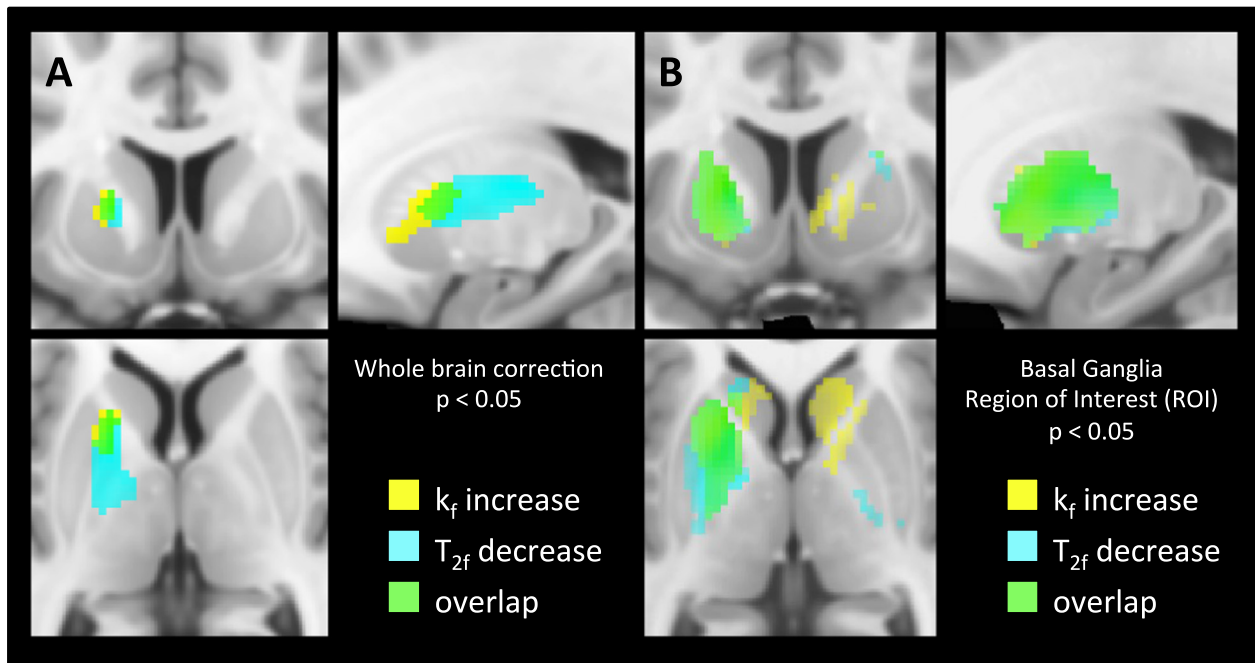 A
B
Whole brain correction
p < 0.05
k_f increase
T_2f decrease
overlap
Basal Ganglia
Region of Interest (ROI)
p < 0.05
k_f increase
T_2f decrease
overlap